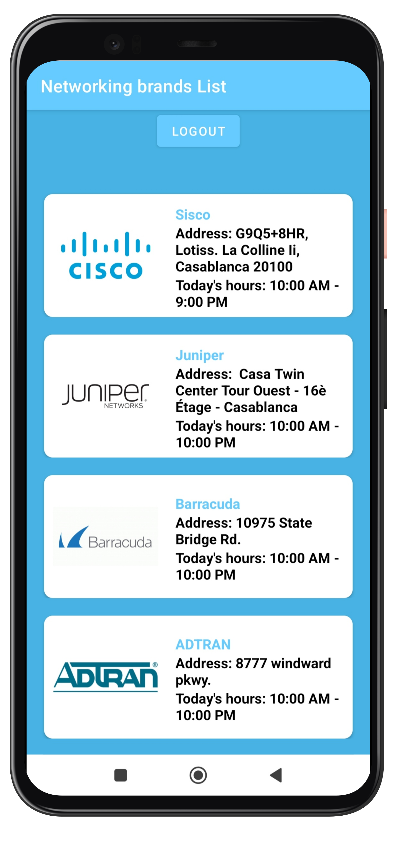 Networking brands List
LOGOUT
CISCO
Sisco
Address: G9Q5+8HR,
Lotiss. La Colline Ii,
Casablanca 20100
Today's hours: 10:00 AM -
9:00 PM
JUNIPER
NETWORKS
Juniper
Address:  Casa Twin
Center Tour Ouest - 16è
Étage - Casablanca
Today's hours: 10:00 AM -
10:00 PM
Barracuda
Barracuda
Address: 10975 State
Bridge Rd.
Today's hours: 10:00 AM -
10:00 PM
ADTRAN®
ADTRAN
Address: 8777 windward
pkwy.
Today's hours: 10:00 AM -
10:00 PM